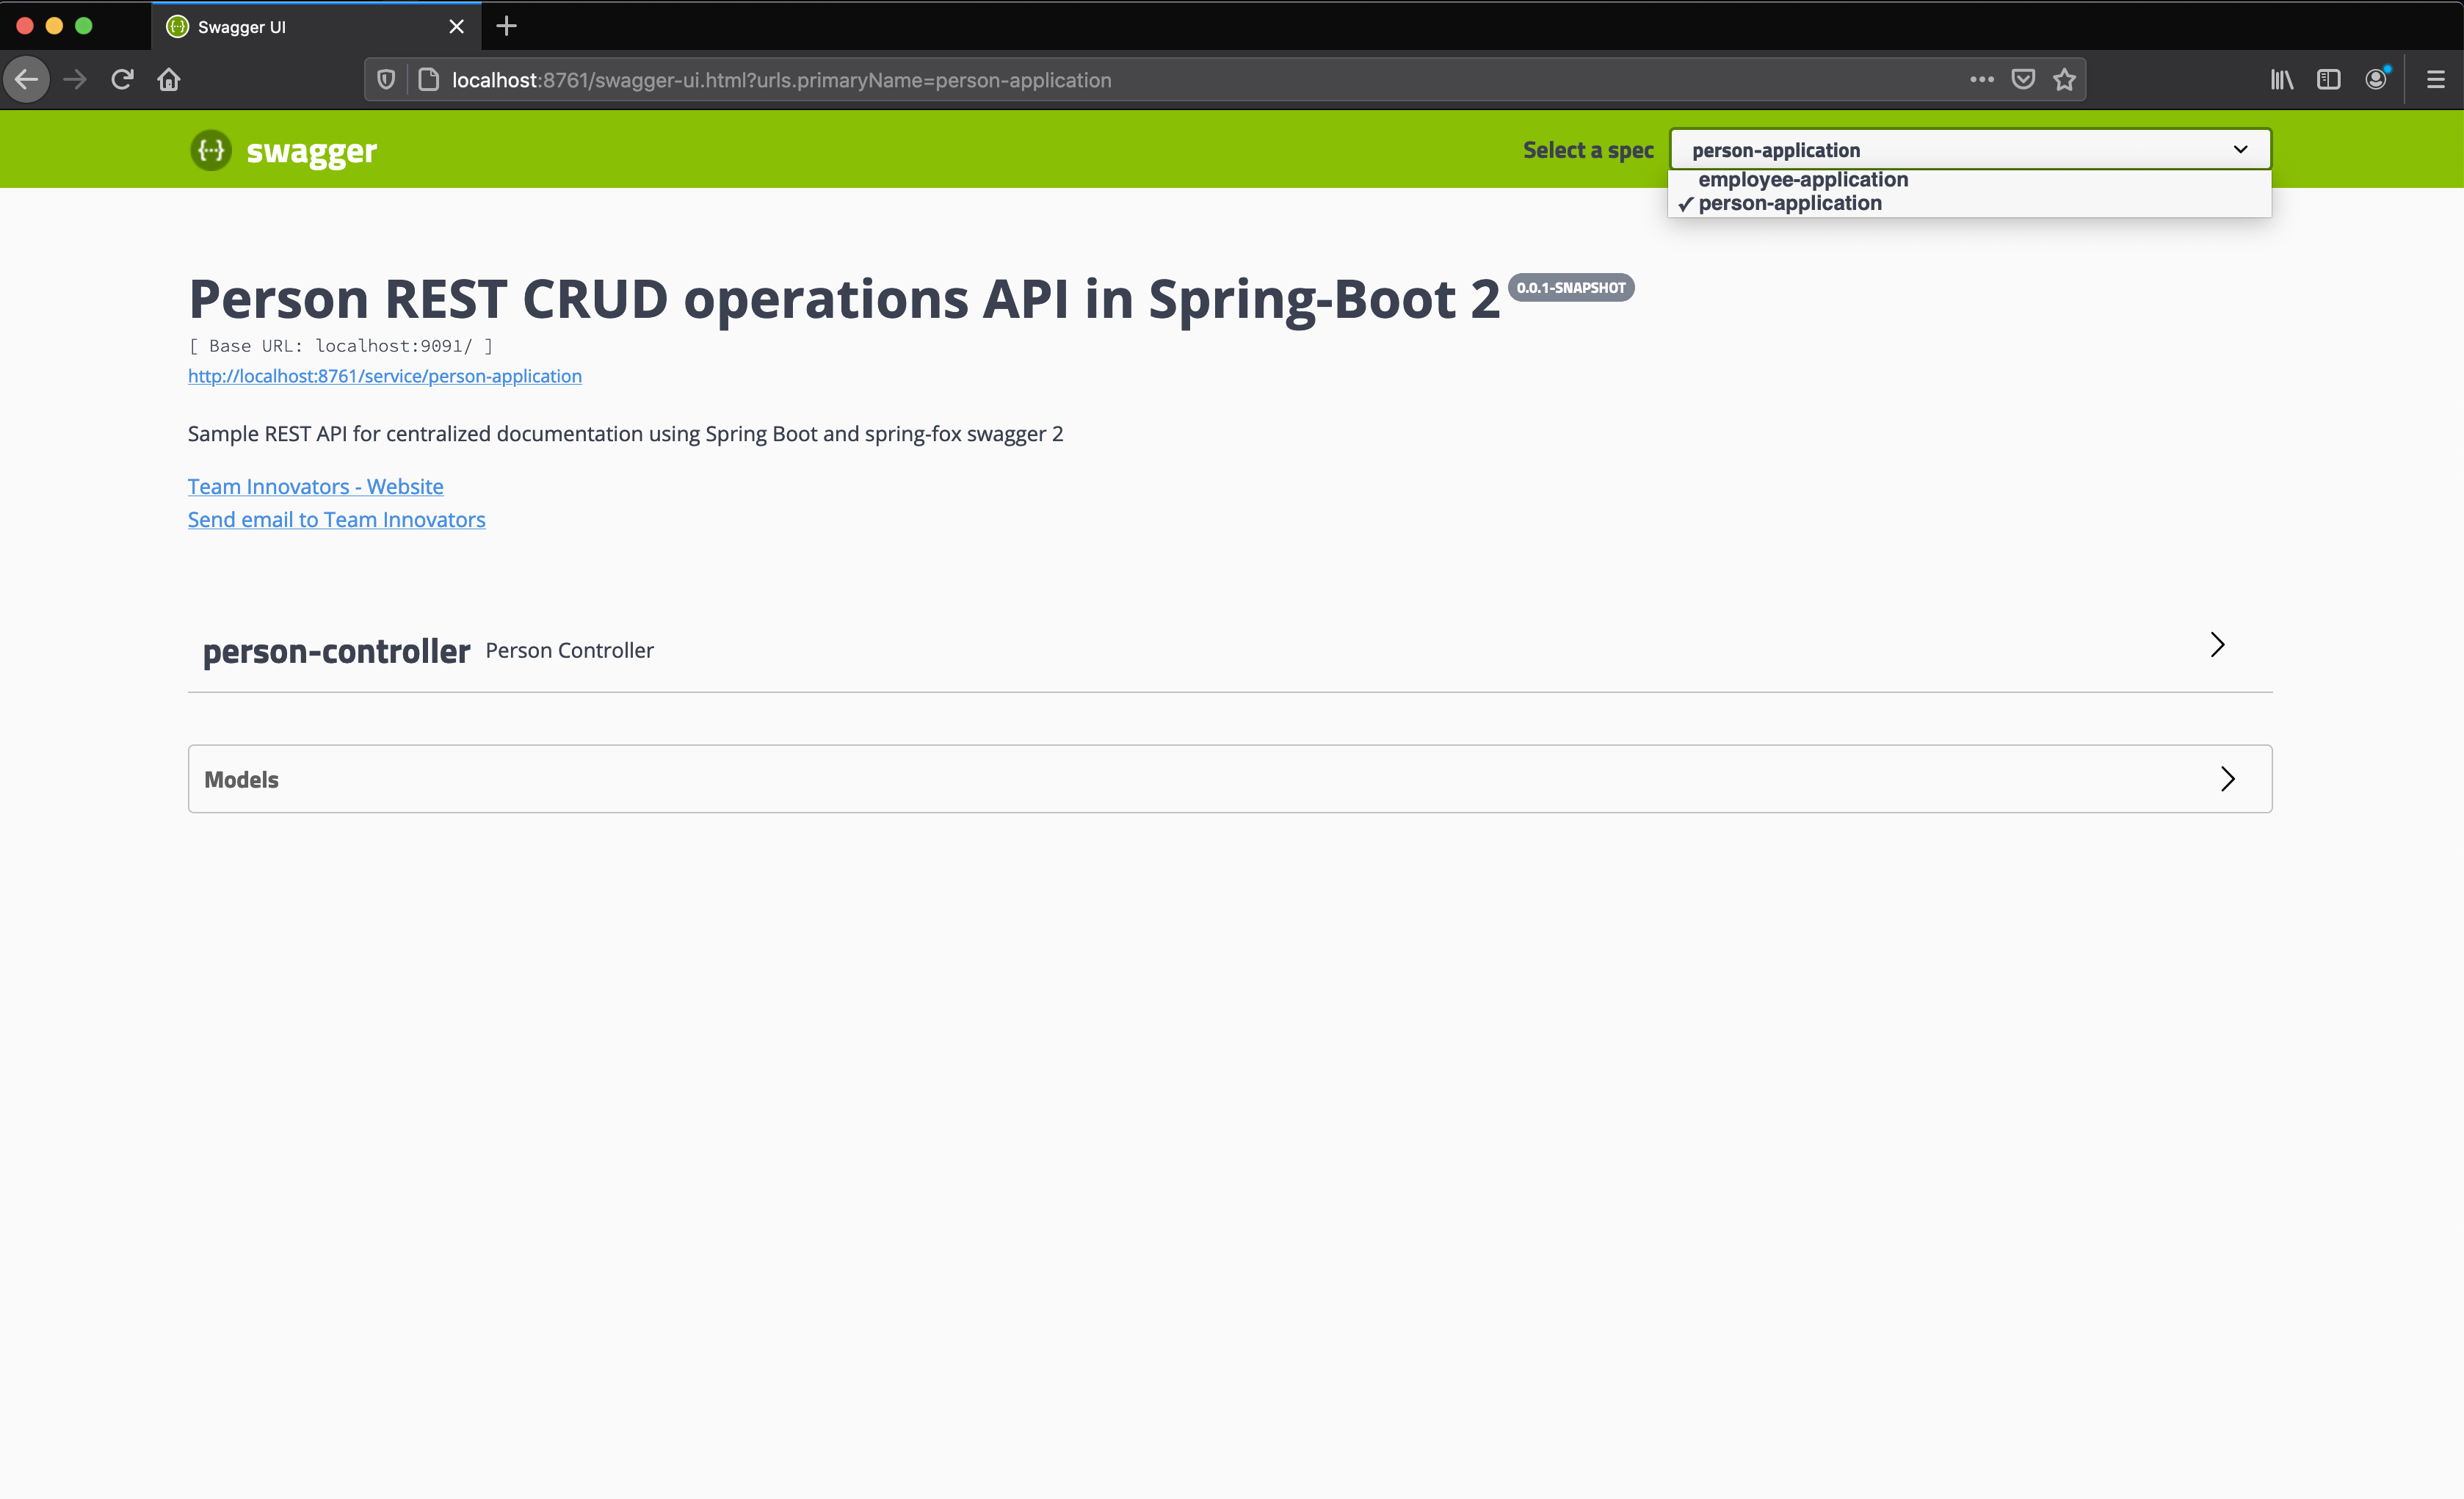 Swagger UI
localhost:8761/swagger-ui.html?urls.primaryName=person-application
swagger
Select a spec
person-application
employee-application
✓ person-application
Person REST CRUD operations API in Spring-Boot 2 0.0.1-SNAPSHOT
[ Base URL: localhost:9091/ ]
http://localhost:8761/service/person-application
Sample REST API for centralized documentation using Spring Boot and spring-fox swagger 2
Team Innovators - Website
Send email to Team Innovators
person-controller Person Controller
Models